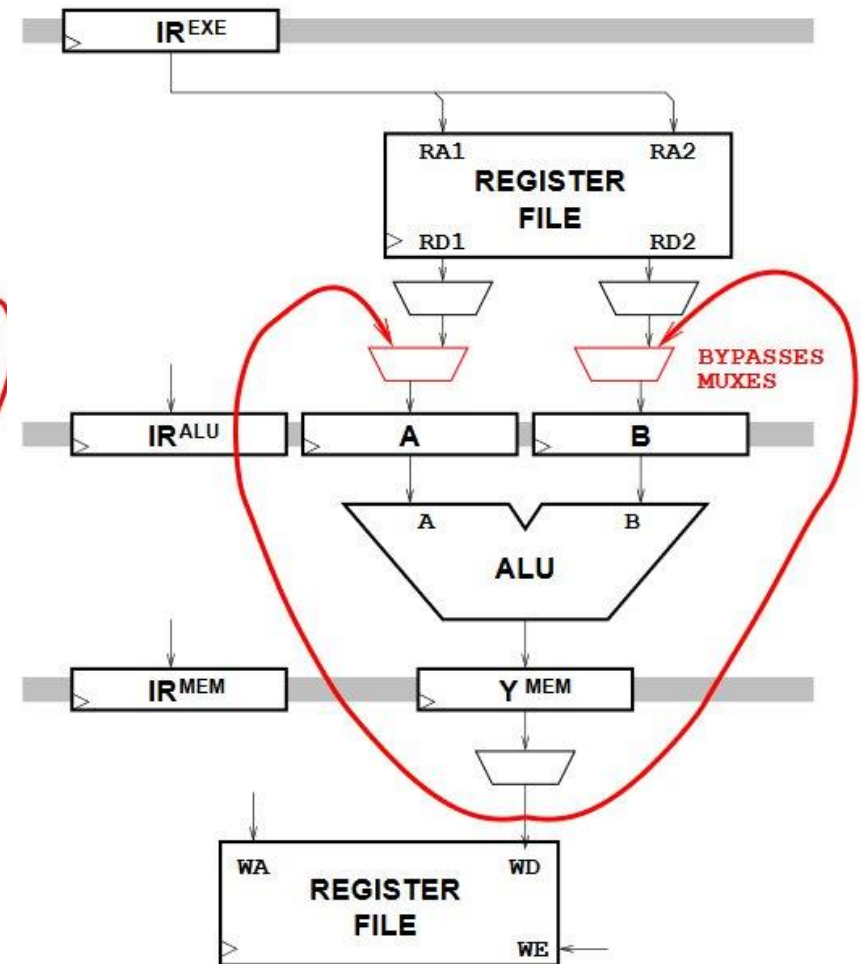 IR EXE
RA1 RA2
REGISTER
FILE
RD1 RD2
BYPASSES
MUXES
IR ALU A B
A B
ALU
IR MEM Y MEM
WA WD
REGISTER
FILE
WE